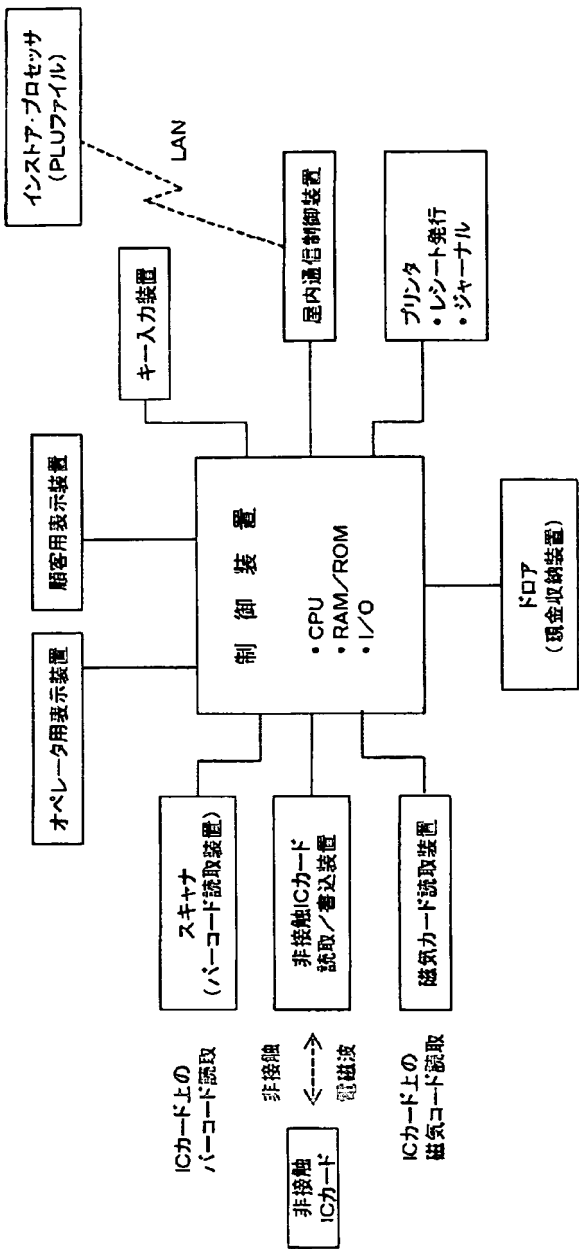 オペレータ用表示装置
顧客用表示装置
キー入力装置
インストア・プロセッサ
(PLUファイル)
LAN
ICカード上の
バーコード読取
スキャナ
(バーコード読取装置)
制御装置
・CPU
・RAM/ROM
・I/O
屋内通信制御装置
非接触
ICカード
非接触
電磁波
非接触ICカード
読取/書込装置
プリンタ
・レシート発行
・ジャーナル
ICカード上の
磁気コード読取
磁気カード読取装置
ドロア
(現金収納装置)